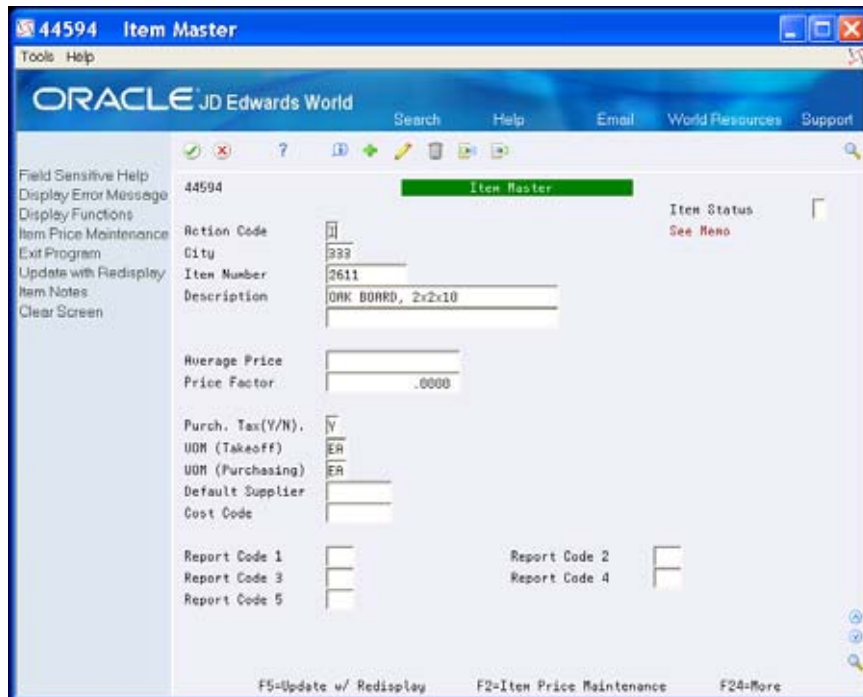 44594 Item Master
Tools Help
ORACLE JD Edwards World
Search Help Email World Resources Support
Field Sensitive Help
Display Error Message
Display Functions
Item Price Maintenance
Exit Program
Update with Redisplay
Item Notes
Clear Screen
44594 Item Master
Item Status
See Memo
Action Code I
City 333
Item Number 2611
Description OAK BOARD, 2x2x10
Average Price
Price Factor .0000
Purch. Tax(Y/N). Y
UOM (Takeoff) EA
UOM (Purchasing) EA
Default Supplier
Cost Code
Report Code 1 Report Code 2
Report Code 3 Report Code 4
Report Code 5
F5=Update w/ Redisplay F2=Item Price Maintenance F24=More